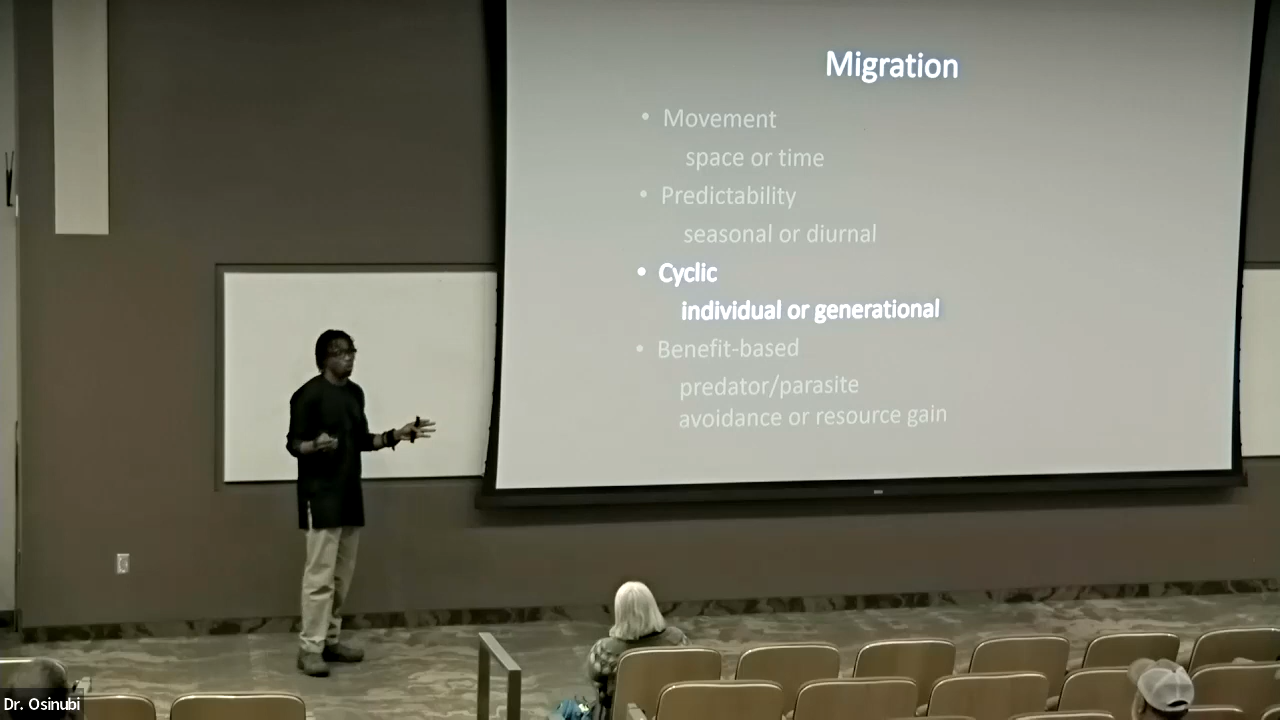 Migration
• Movement
space or time
• Predictability
seasonal or diurnal
• Cyclic
individual or generational
• Benefit-based
predator/parasite
avoidance or resource gain
Dr. Osinubi